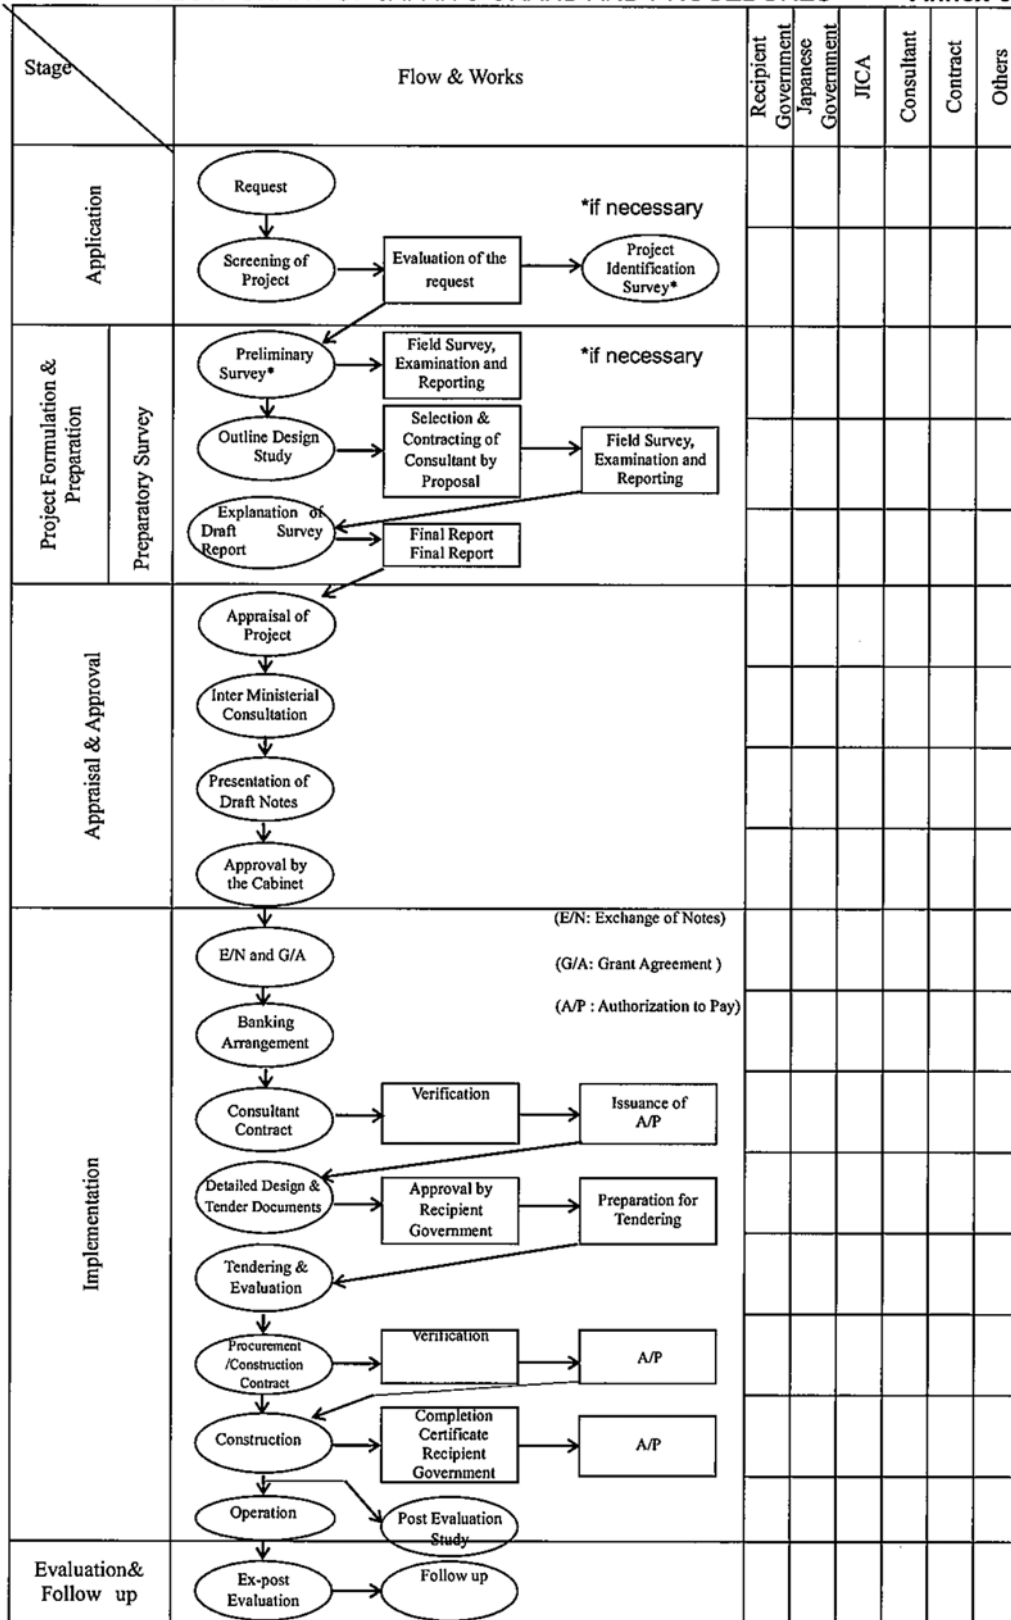 Stage
Flow & Works
Recipient
Government
Japanese
Government
JICA
Consultant
Contract
Others
Application
Request
*if necessary
Screening of
Project
Evaluation of the
request
Project
Identification
Survey*
Project Formulation &
Preparation
Preparatory Survey
Preliminary
Survey*
Field Survey,
Examination and
Reporting
*if necessary
Outline Design
Study
Selection &
Contracting of
Consultant by
Proposal
Field Survey,
Examination and
Reporting
Explanation of
Draft Survey
Report
Final Report
Final Report
Appraisal & Approval
Appraisal of
Project
Inter Ministerial
Consultation
Presentation of
Draft Notes
Approval by
the Cabinet
Implementation
(E/N: Exchange of Notes)
E/N and G/A
(G/A: Grant Agreement )
(A/P : Authorization to Pay)
Banking
Arrangement
Consultant
Contract
Verification
Issuance of
A/P
Detailed Design &
Tender Documents
Approval by
Recipient
Government
Preparation for
Tendering
Tendering &
Evaluation
Procurement
/Construction
Contract
Verification
A/P
Construction
Completion
Certificate
Recipient
Government
A/P
Operation
Post Evaluation
Study
Evaluation&
Follow up
Ex-post
Evaluation
Follow up